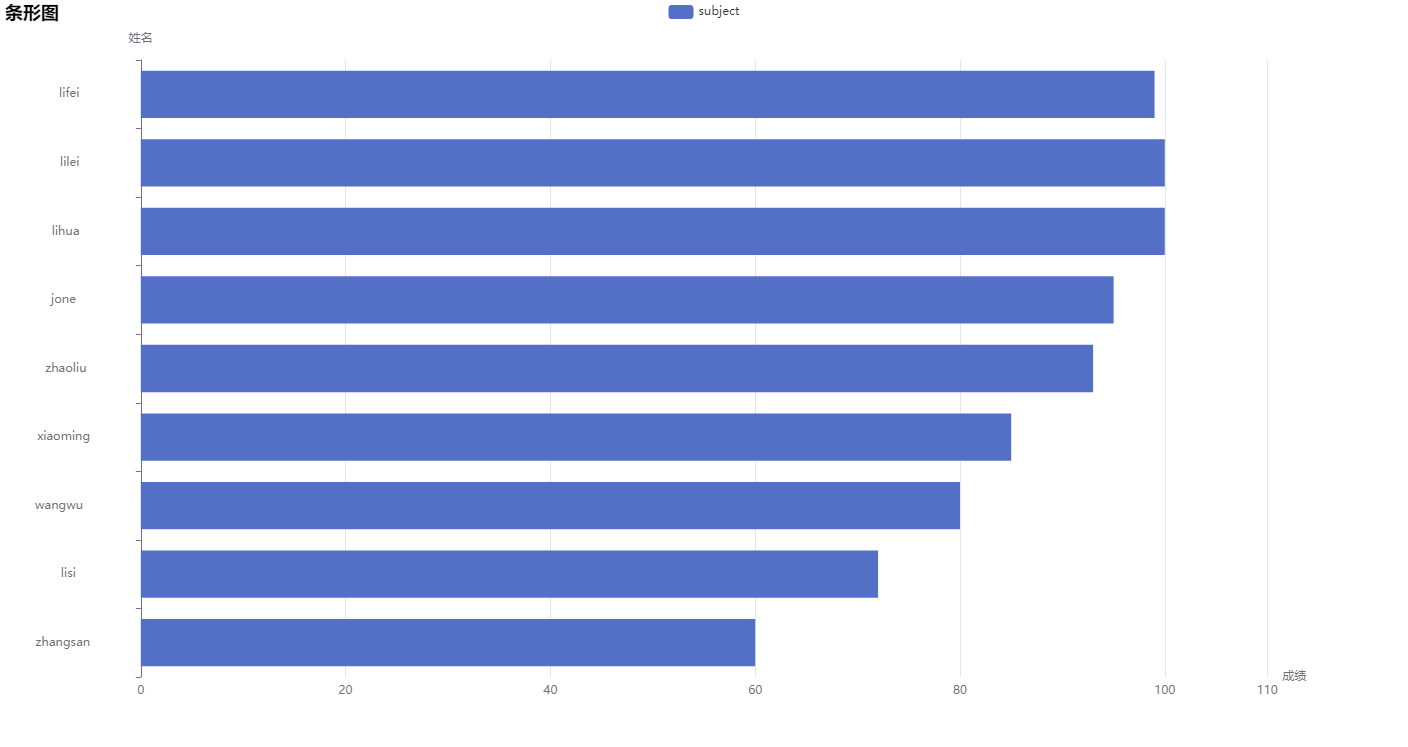 条形图
subject
姓名
lifei
lilei
lihua
jone
zhaoliu
xiaoming
wangwu
lisi
zhangsan
0 20 40 60 80 100 110
成绩